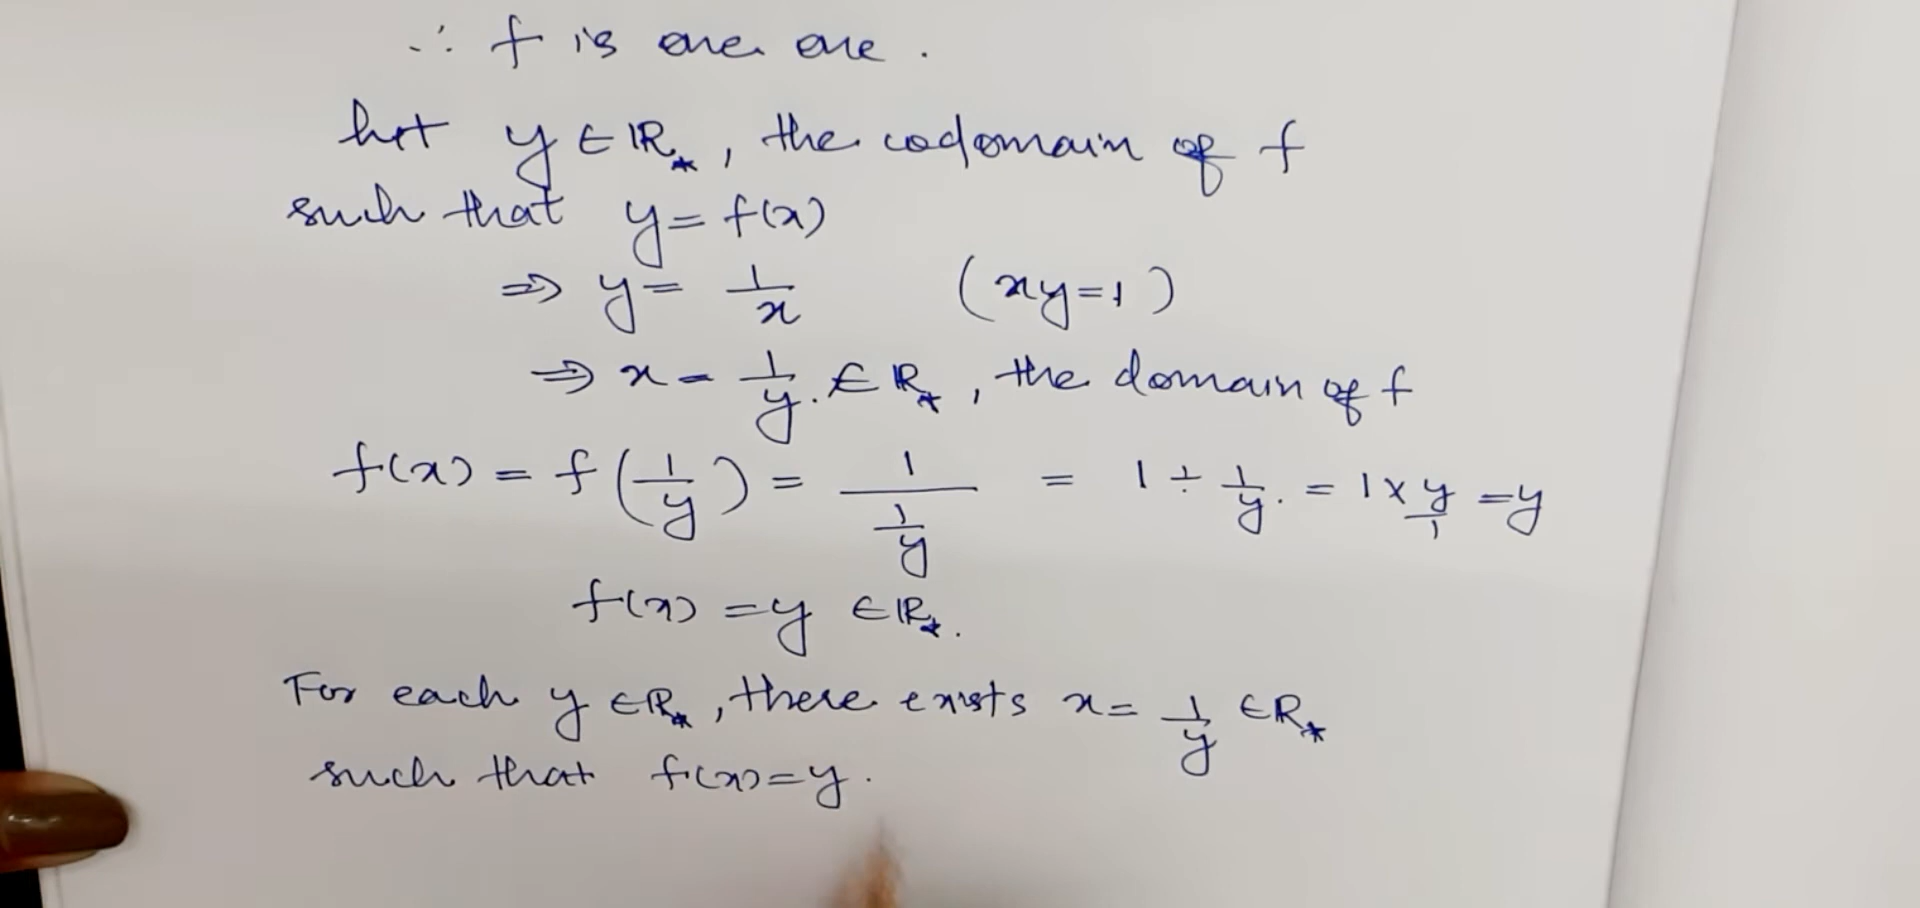 ∴ f is one one .
Let y ∈ ℝ⁎ , the codomain of f
such that y = f(x)
⇒ y = 1/x (xy = 1)
⇒ x = 1/y . ∈ ℝ⁎ , the domain of f
f(x) = f(1/y) = 1/(1/y) = 1 ÷ 1/y . = 1 × y/1 = y
f(x) = y ∈ ℝ⁎ .
For each y ∈ R⁎ , there exists x = 1/y ∈ R⁎
such that f(x) = y .